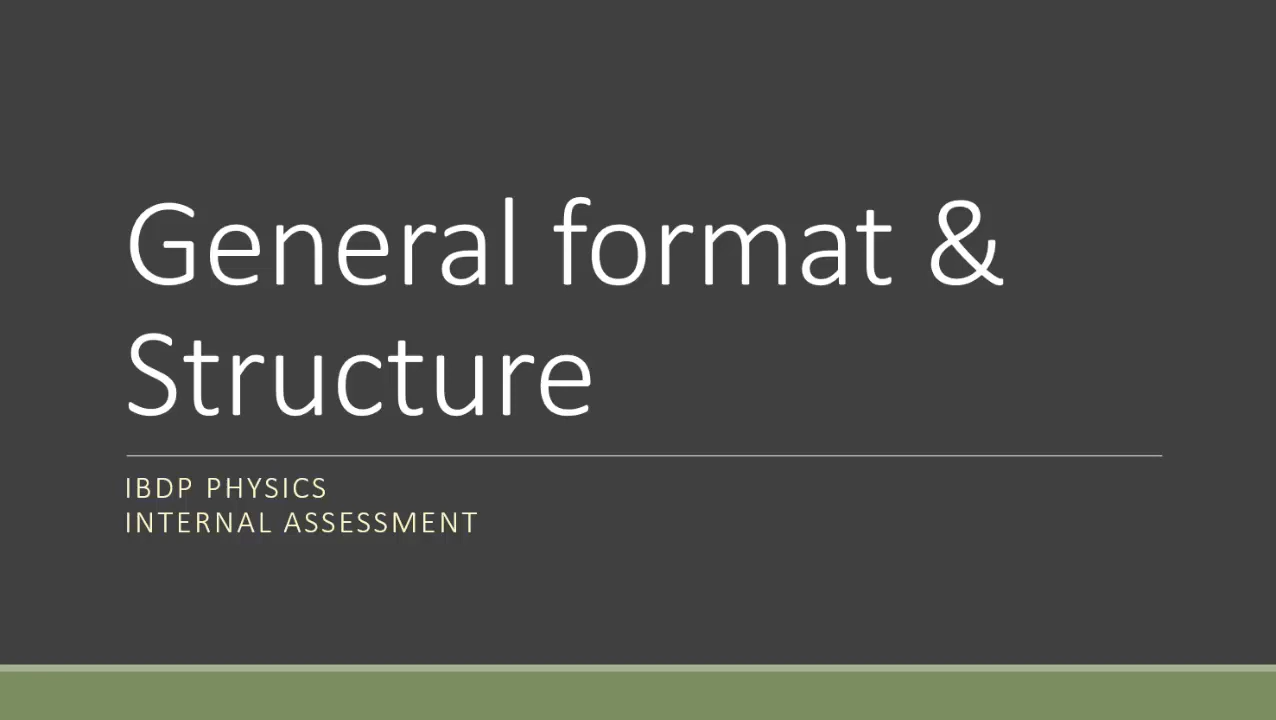 General format &
Structure
IBDP PHYSICS
INTERNAL ASSESSMENT